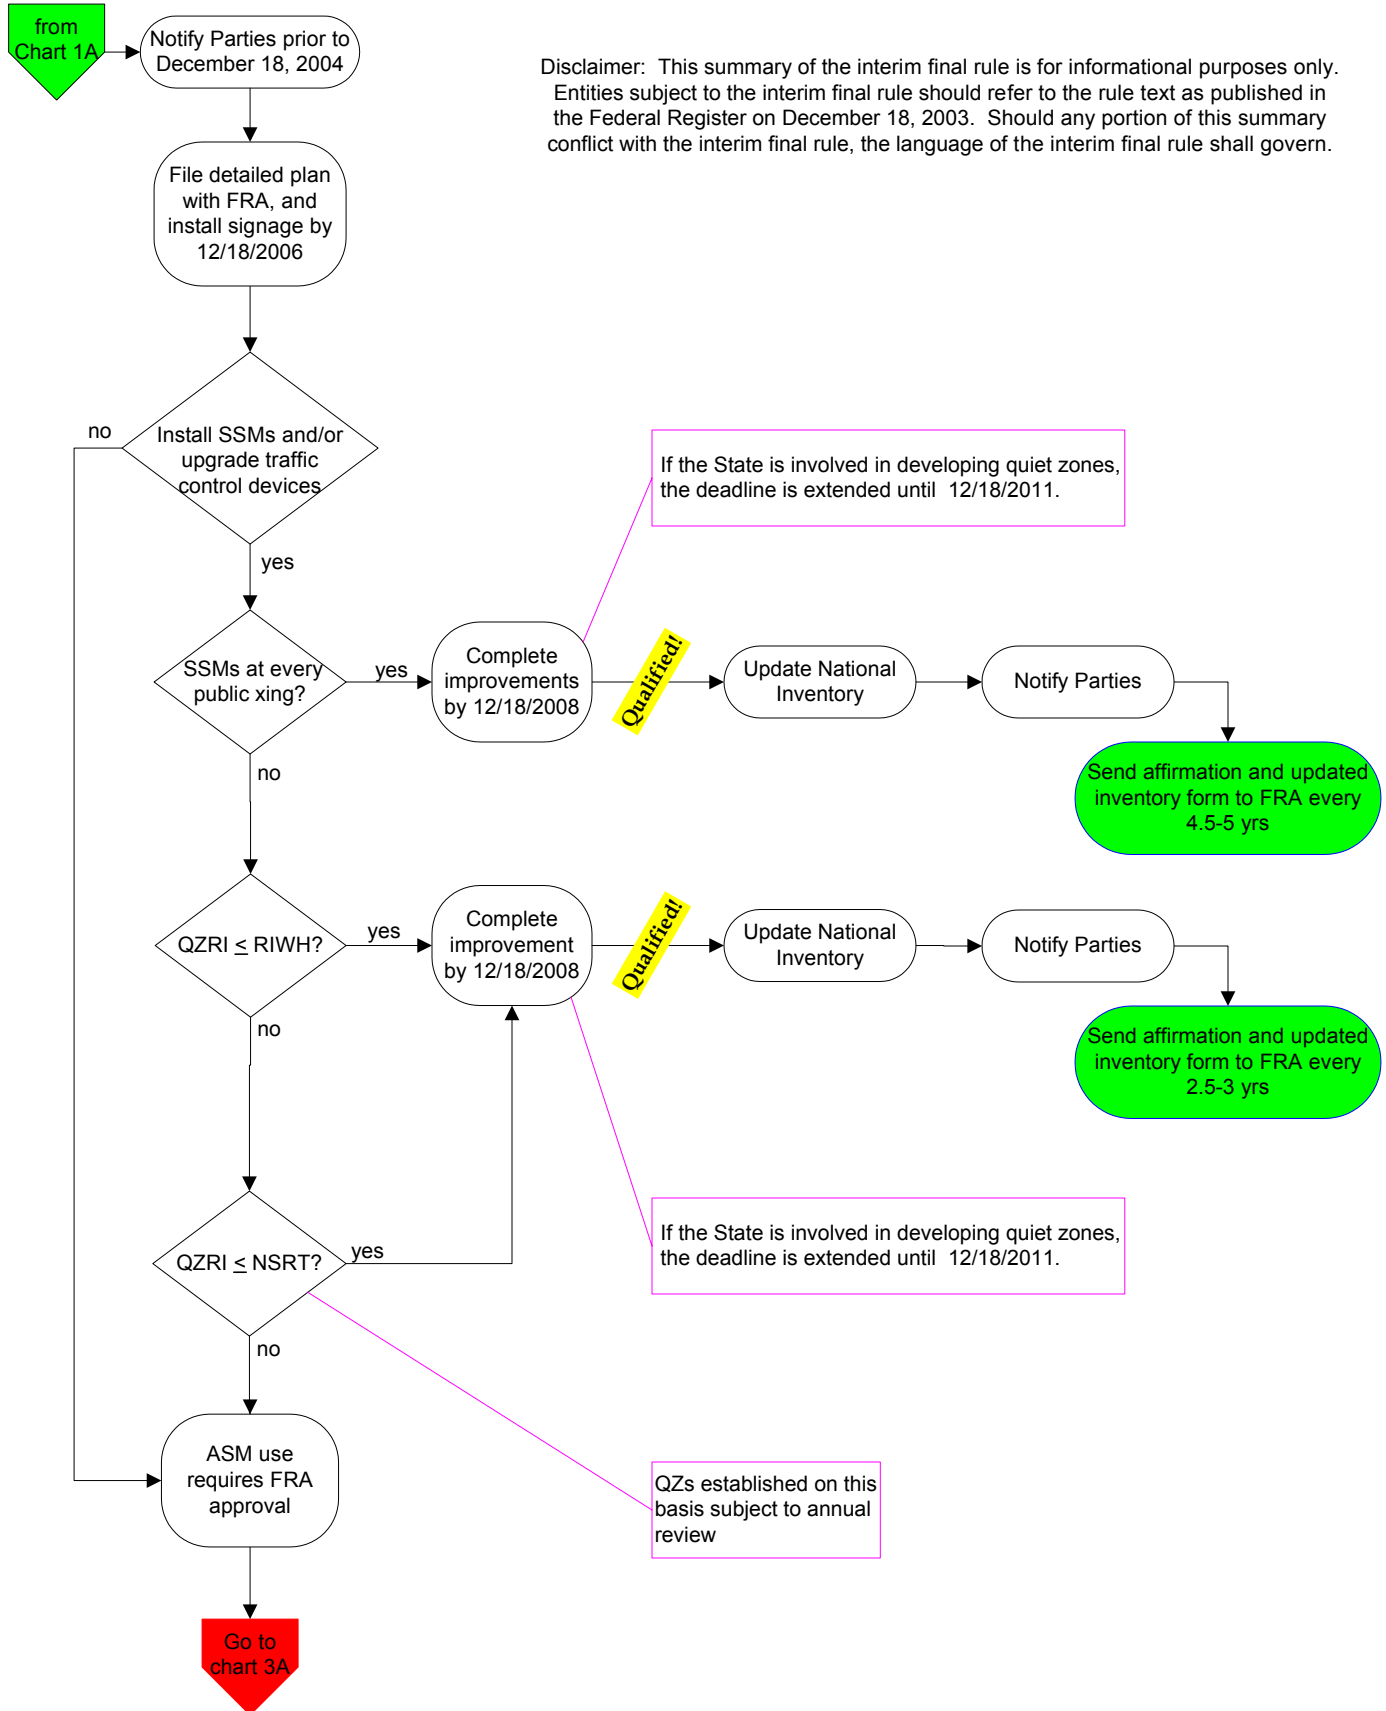 from
Chart 1A
Notify Parties prior to
December 18, 2004
Disclaimer: This summary of the interim final rule is for informational purposes only.
Entities subject to the interim final rule should refer to the rule text as published in
the Federal Register on December 18, 2003. Should any portion of this summary
conflict with the interim final rule, the language of the interim final rule shall govern.
File detailed plan
with FRA, and
install signage by
12/18/2006
no
Install SSMs and/or
upgrade traffic
control devices
yes
If the State is involved in developing quiet zones,
the deadline is extended until 12/18/2011.
SSMs at every
public xing?
yes
Complete
improvements
by 12/18/2008
Qualified!
Update National
Inventory
Notify Parties
Send affirmation and updated
inventory form to FRA every
4.5-5 yrs
no
QZRI ≤ RIWH?
yes
Complete
improvement
by 12/18/2008
Qualified!
Update National
Inventory
Notify Parties
Send affirmation and updated
inventory form to FRA every
2.5-3 yrs
no
If the State is involved in developing quiet zones,
the deadline is extended until 12/18/2011.
QZRI ≤ NSRT?
yes
no
ASM use
requires FRA
approval
QZs established on this
basis subject to annual
review
Go to
chart 3A